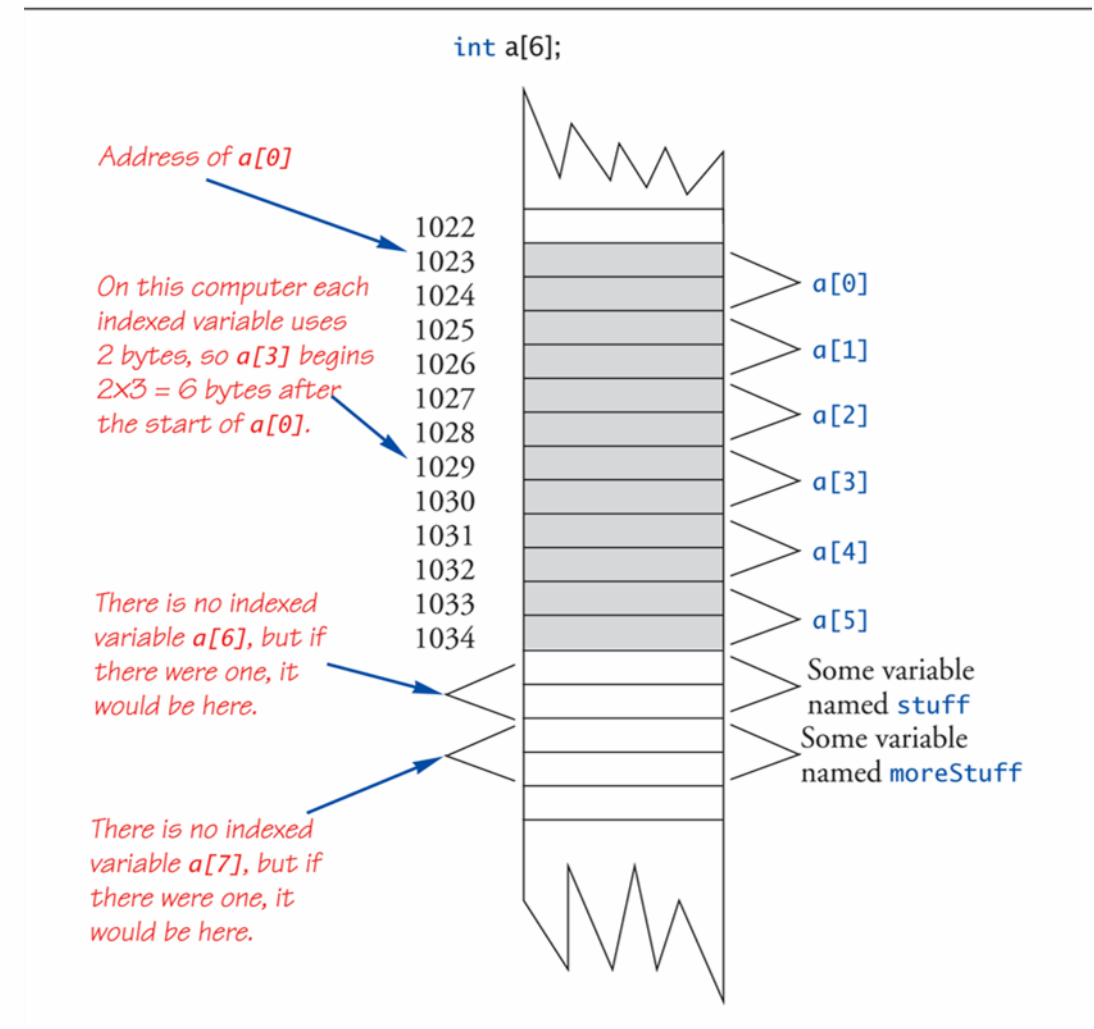 int a[6];
Address of a[0]
1022
1023
1024
1025
1026
1027
1028
1029
1030
1031
1032
1033
1034
On this computer each
indexed variable uses
2 bytes, so a[3] begins
2x3 = 6 bytes after
the start of a[0].
There is no indexed
variable a[6], but if
there were one, it
would be here.
There is no indexed
variable a[7], but if
there were one, it
would be here.
a[0]
a[1]
a[2]
a[3]
a[4]
a[5]
Some variable
named stuff
Some variable
named moreStuff